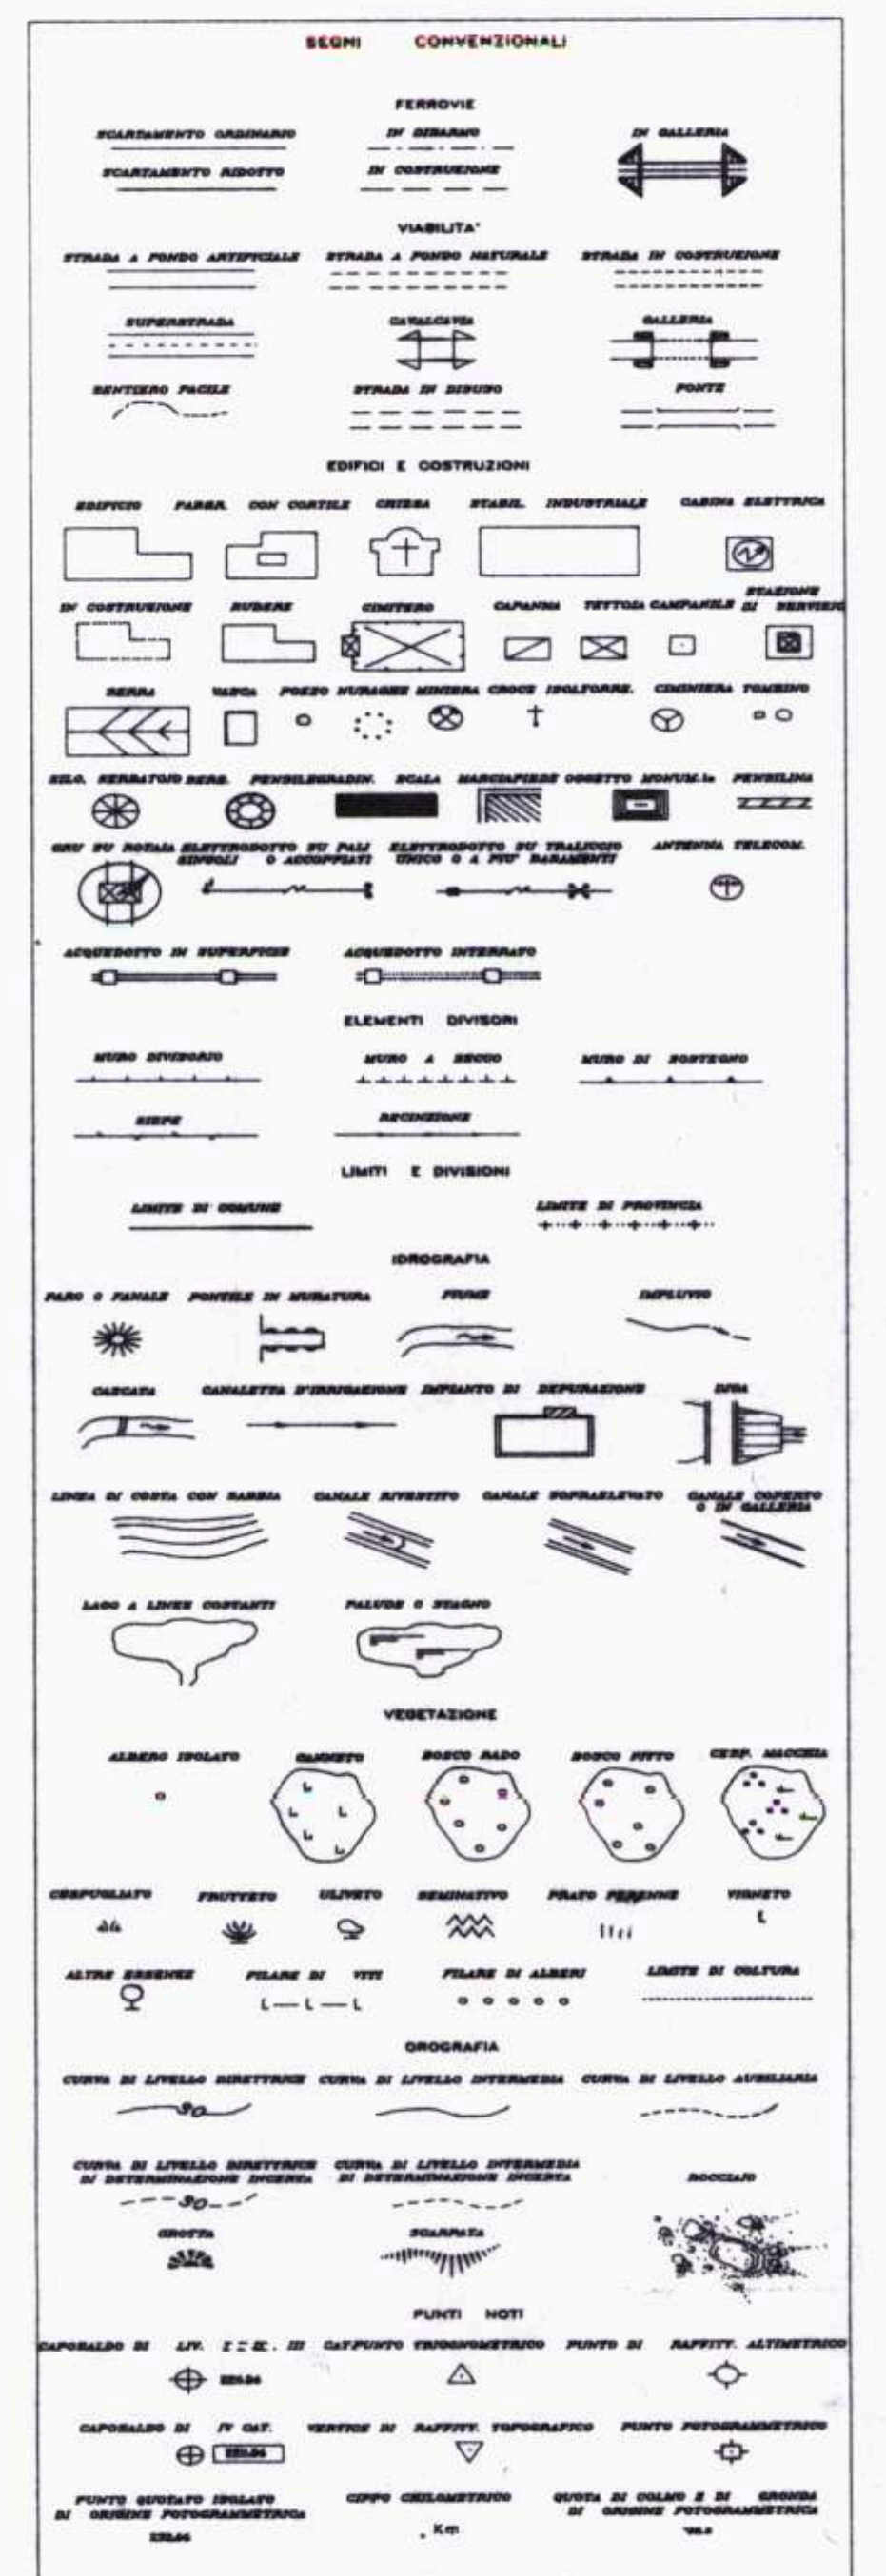 SEGNI CONVENZIONALI
FERROVIE
SCARTAMENTO ORDINARIO IN DISARMO IN GALLERIA
SCARTAMENTO RIDOTTO IN COSTRUZIONE
VIABILITA'
STRADA A FONDO ARTIFICIALE STRADA A FONDO NATURALE STRADA IN COSTRUZIONE
SUPERSTRADA CAVALCAVIA GALLERIA
SENTIERO FACILE STRADA IN DISUSO PONTE
EDIFICI E COSTRUZIONI
EDIFICIO FABBR. CON CORTILE CHIESA STABIL. INDUSTRIALE CABINA ELETTRICA
IN COSTRUZIONE RUDERE CIMITERO CAPANNA TETTOIA CAMPANILE STAZIONE
DI SERVIZIO
SERRA VASCA POZZO NURAGHE MINIERA CROCE ISOL. TORRE. CIMINIERA TOMBINO
SILO. SERBATOIO SERB. PENSILE GRADIN. SCALA MARCIAPIEDE OGGETTO MONUM.le PENSILINA
GRU SU ROTAIA ELETTRODOTTO SU PALI ELETTRODOTTO SU TRALICCIO ANTENNA TELECOM.
SINGOLI O ACCOPPIATI UNICO O A PIU' BASAMENTI
ACQUEDOTTO IN SUPERFICIE ACQUEDOTTO INTERRATO
ELEMENTI DIVISORI
MURO DIVISORIO MURO A SECCO MURO DI SOSTEGNO
SIEPE RECINZIONE
LIMITI E DIVISIONI
LIMITE DI COMUNE LIMITE DI PROVINCIA
IDROGRAFIA
FARO O FANALE PONTILE IN MURATURA FIUME IMPLUVIO
CASCATA CANALETTA D'IRRIGAZIONE IMPIANTO DI DEPURAZIONE DIGA
LINEA DI COSTA CON SABBIA CANALE RIVESTITO CANALE SOPRAELEVATO CANALE COPERTO
O IN GALLERIA
LAGO A LINEE COSTANTI PALUDE O STAGNO
VEGETAZIONE
ALBERO ISOLATO CANNETO BOSCO RADO BOSCO FITTO CESP. MACCHIA
CESPUGLIATO FRUTTETO ULIVETO SEMINATIVO PRATO PERENNE VIGNETO
ALTRE ESSENZE FILARE DI VITI FILARE DI ALBERI LIMITE DI COLTURA
OROGRAFIA
CURVA DI LIVELLO DIRETTRICE CURVA DI LIVELLO INTERMEDIA CURVA DI LIVELLO AUSILIARIA
30
CURVA DI LIVELLO DIRETTRICE CURVA DI LIVELLO INTERMEDIA
DI DETERMINAZIONE INCERTA DI DETERMINAZIONE INCERTA ROCCIAIO
30
GROTTA SCARPATA
PUNTI NOTI
CAPOSALDO DI LIV. III CAT. PUNTO TRIGONOMETRICO PUNTO DI RAFFITT. ALTIMETRICO
CAPOSALDO DI IV CAT. VERTICE DI RAFFITT. TOPOGRAFICO PUNTO FOTOGRAMMETRICO
PUNTO QUOTATO ISOLATO CIPPO CHILOMETRICO QUOTA DI COLMO E DI GRONDA
DI ORIGINE FOTOGRAMMETRICA DI ORIGINE FOTOGRAMMETRICA
Km